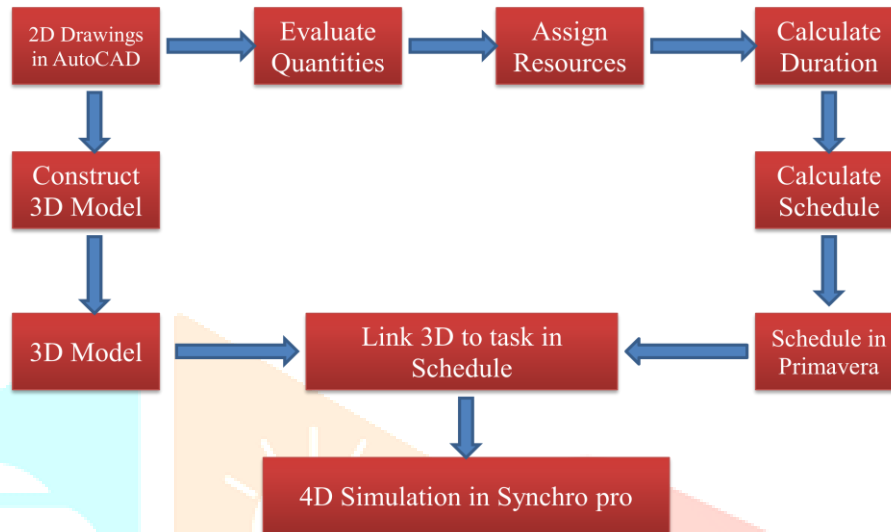 2D Drawings
in AutoCAD
Evaluate
Quantities
Assign
Resources
Calculate
Duration
Construct
3D Model
Calculate
Schedule
3D Model
Link 3D to task in
Schedule
Schedule in
Primavera
4D Simulation in Synchro pro